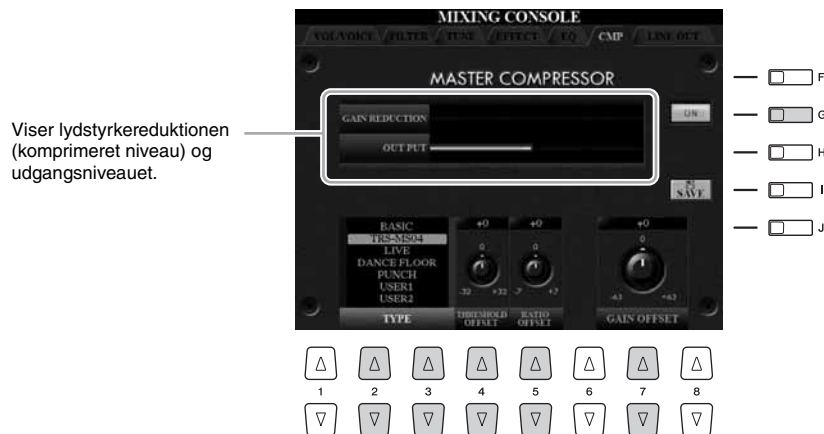 MIXING CONSOLE
VOL/VOICE FILTER TUNE EFFECT EQ CMP LINE OUT
MASTER COMPRESSOR
Viser lydstyrkereduktionen
(komprimeret niveau) og
udgangsniveauet.
GAIN REDUCTION
OUT PUT
ON
SAVE
F
G
H
I
J
BASIC
TRS-MS04
LIVE
DANCE FLOOR
PUNCH
USER1
USER2
TYPE
+0 +0 +0
0 0 0
-32 +32 -7 +7 -63 +63
THRESHOLD OFFSET
RATIO OFFSET
GAIN OFFSET
1 2 3 4 5 6 7 8